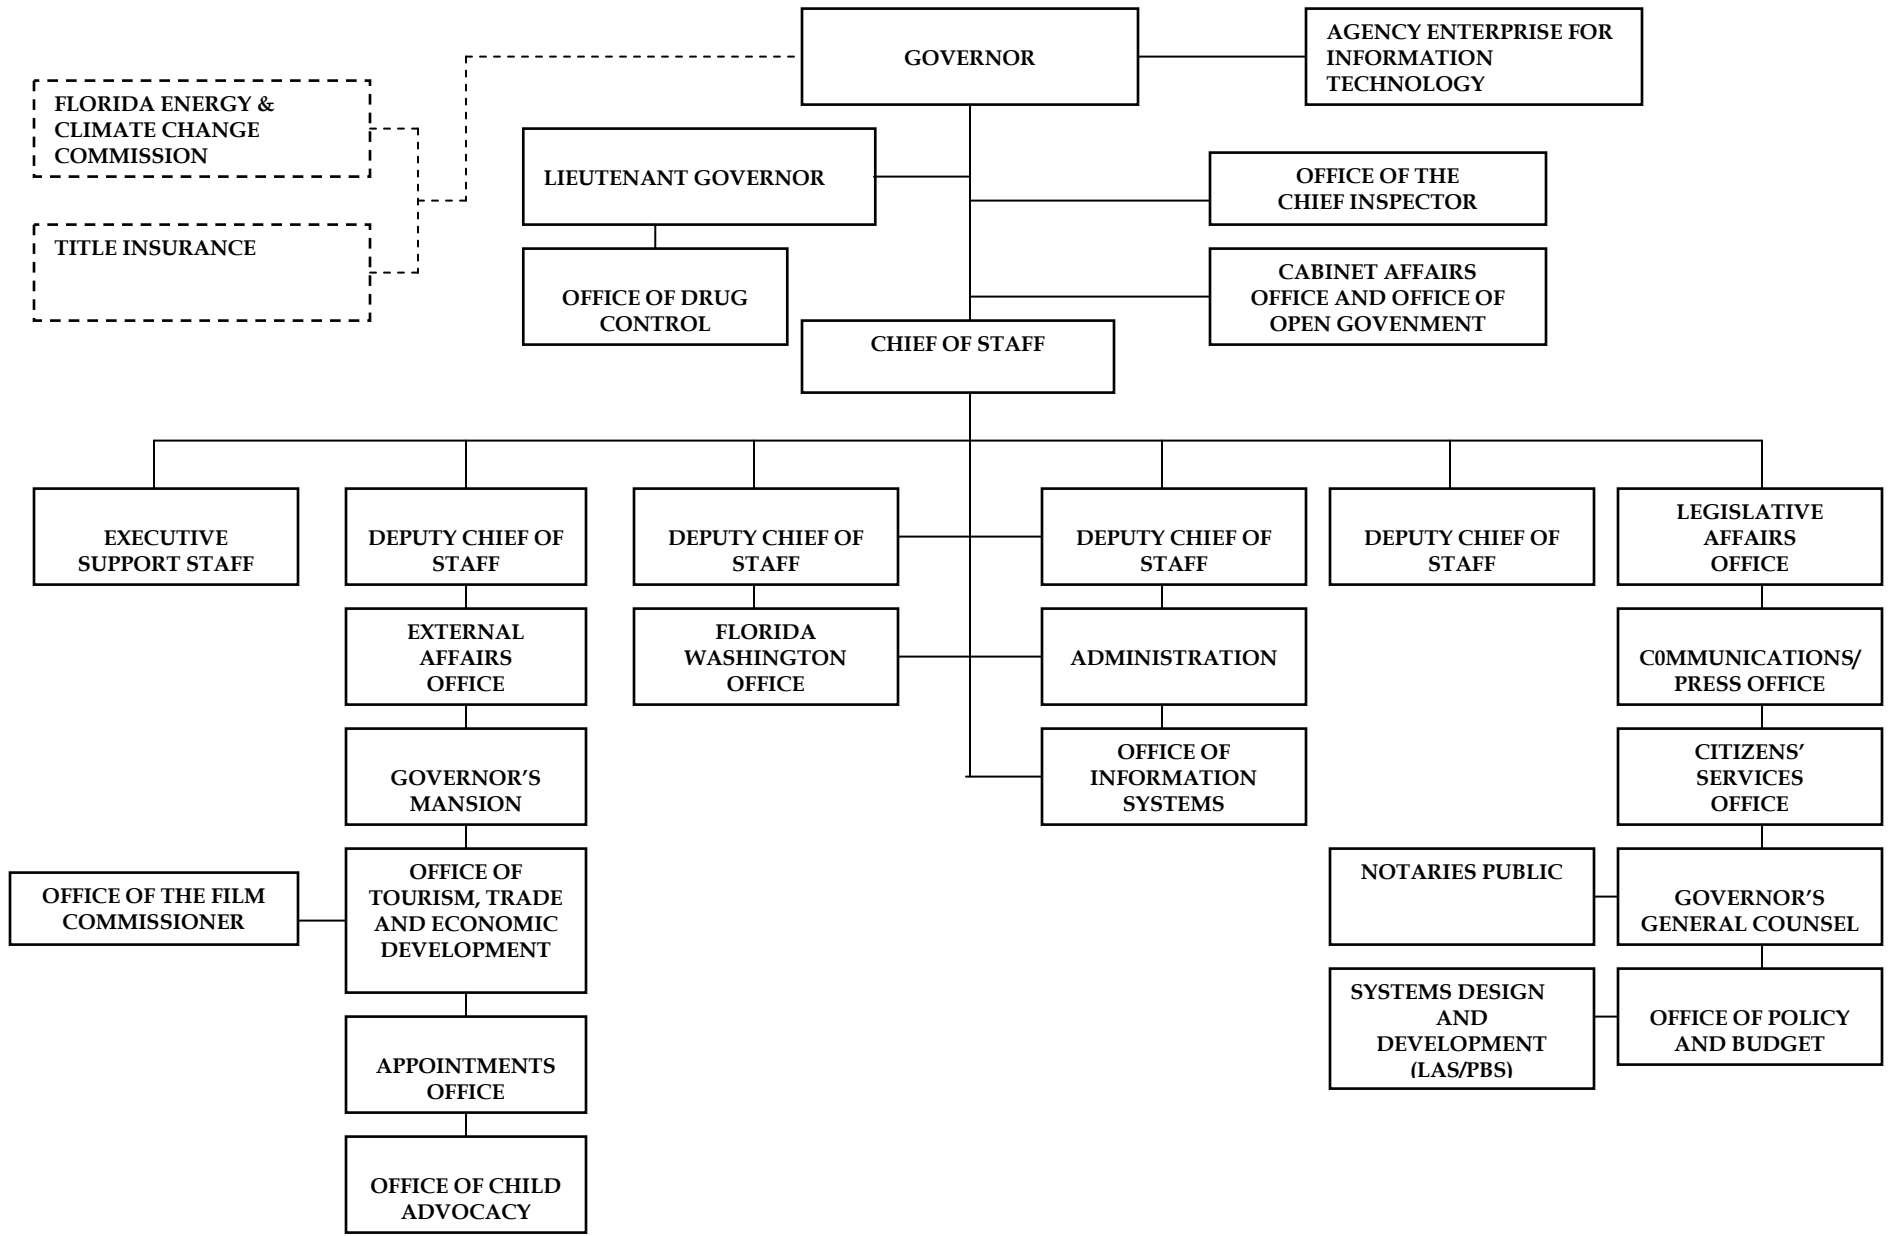 GOVERNOR
AGENCY ENTERPRISE FOR
INFORMATION
TECHNOLOGY
FLORIDA ENERGY &
CLIMATE CHANGE
COMMISSION
LIEUTENANT GOVERNOR
OFFICE OF THE
CHIEF INSPECTOR
TITLE INSURANCE
OFFICE OF DRUG
CONTROL
CABINET AFFAIRS
OFFICE AND OFFICE OF
OPEN GOVENMENT
CHIEF OF STAFF
EXECUTIVE
SUPPORT STAFF
DEPUTY CHIEF OF
STAFF
DEPUTY CHIEF OF
STAFF
DEPUTY CHIEF OF
STAFF
DEPUTY CHIEF OF
STAFF
LEGISLATIVE
AFFAIRS
OFFICE
EXTERNAL
AFFAIRS
OFFICE
FLORIDA
WASHINGTON
OFFICE
ADMINISTRATION
C0MMUNICATIONS/
PRESS OFFICE
GOVERNOR’S
MANSION
OFFICE OF
INFORMATION
SYSTEMS
CITIZENS’
SERVICES
OFFICE
OFFICE OF THE FILM
COMMISSIONER
OFFICE OF
TOURISM, TRADE
AND ECONOMIC
DEVELOPMENT
NOTARIES PUBLIC
GOVERNOR’S
GENERAL COUNSEL
APPOINTMENTS
OFFICE
SYSTEMS DESIGN
AND
DEVELOPMENT
(LAS/PBS)
OFFICE OF POLICY
AND BUDGET
OFFICE OF CHILD
ADVOCACY